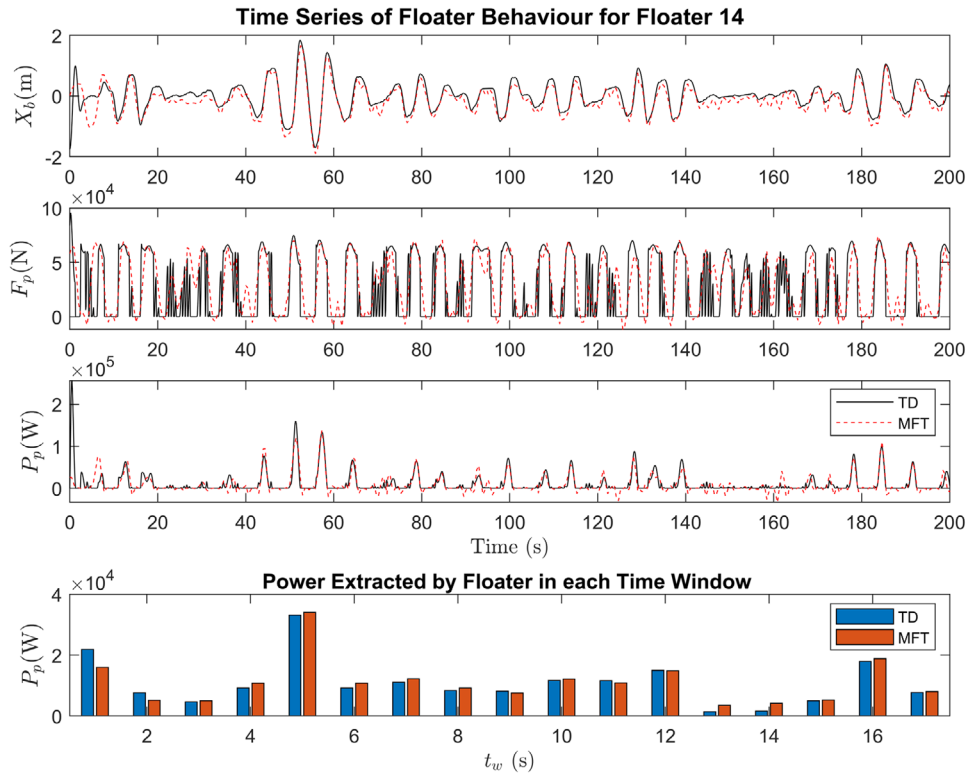 Time Series of Floater Behaviour for Floater 14
X_b(m)
2
0
-2
0 20 40 60 80 100 120 140 160 180 200
×10^4
F_p(N)
10
5
0
0 20 40 60 80 100 120 140 160 180 200
×10^5
P_p(W)
2
1
0
TD
MFT
0 20 40 60 80 100 120 140 160 180 200
Time (s)
×10^4
Power Extracted by Floater in each Time Window
P_p(W)
4
2
0
TD
MFT
2 4 6 8 10 12 14 16
t_w (s)